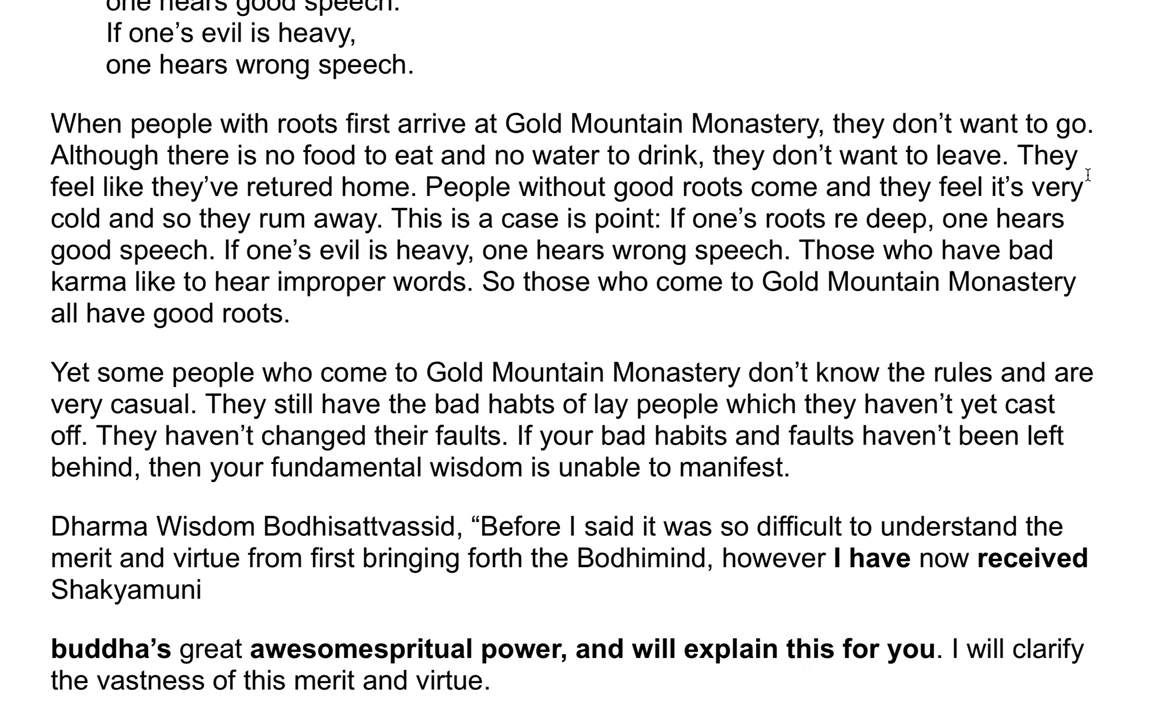 one hears good speech.
If one’s evil is heavy,
one hears wrong speech.
When people with roots first arrive at Gold Mountain Monastery, they don’t want to go.
Although there is no food to eat and no water to drink, they don’t want to leave. They
feel like they’ve retured home. People without good roots come and they feel it’s very
cold and so they rum away. This is a case is point: If one’s roots re deep, one hears
good speech. If one’s evil is heavy, one hears wrong speech. Those who have bad
karma like to hear improper words. So those who come to Gold Mountain Monastery
all have good roots.
Yet some people who come to Gold Mountain Monastery don’t know the rules and are
very casual. They still have the bad habts of lay people which they haven’t yet cast
off. They haven’t changed their faults. If your bad habits and faults haven’t been left
behind, then your fundamental wisdom is unable to manifest.
Dharma Wisdom Bodhisattvassid, “Before I said it was so difficult to understand the
merit and virtue from first bringing forth the Bodhimind, however I have now received
Shakyamuni
buddha’s great awesomespritual power, and will explain this for you. I will clarify
the vastness of this merit and virtue.